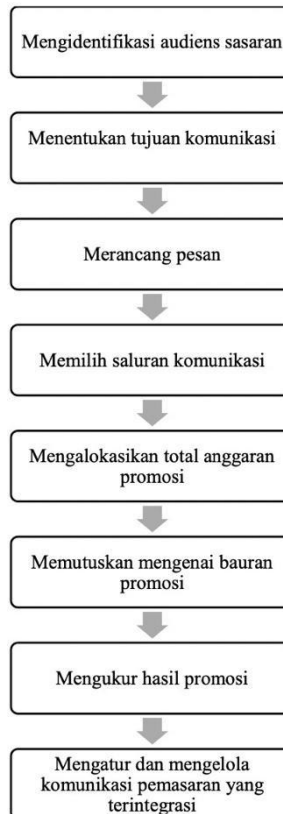 Mengidentifikasi audiens sasaran
Menentukan tujuan komunikasi
Merancang pesan
Memilih saluran komunikasi
Mengalokasikan total anggaran
promosi
Memutuskan mengenai bauran
promosi
Mengukur hasil promosi
Mengatur dan mengelola
komunikasi pemasaran yang
terintegrasi